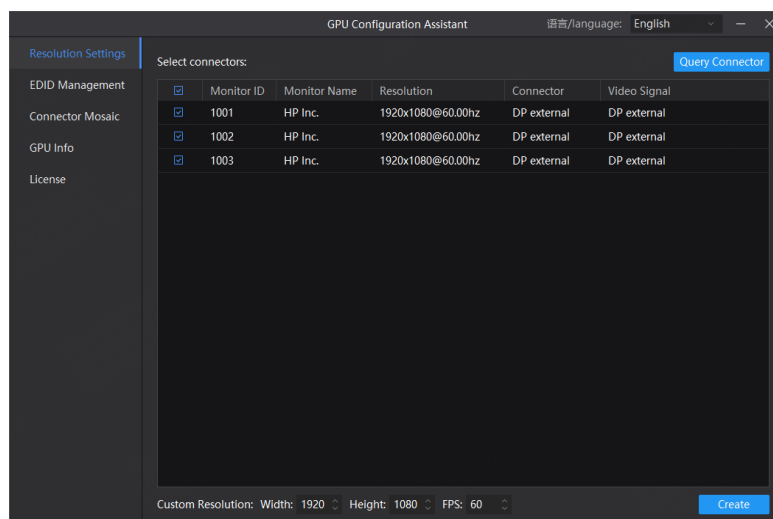 GPU Configuration Assistant 语言/language: English
Resolution Settings
EDID Management
Connector Mosaic
GPU Info
License
Select connectors: Query Connector
Monitor ID Monitor Name Resolution Connector Video Signal
1001 HP Inc. 1920x1080@60.00hz DP external DP external
1002 HP Inc. 1920x1080@60.00hz DP external DP external
1003 HP Inc. 1920x1080@60.00hz DP external DP external
Custom Resolution: Width: 1920 Height: 1080 FPS: 60 Create